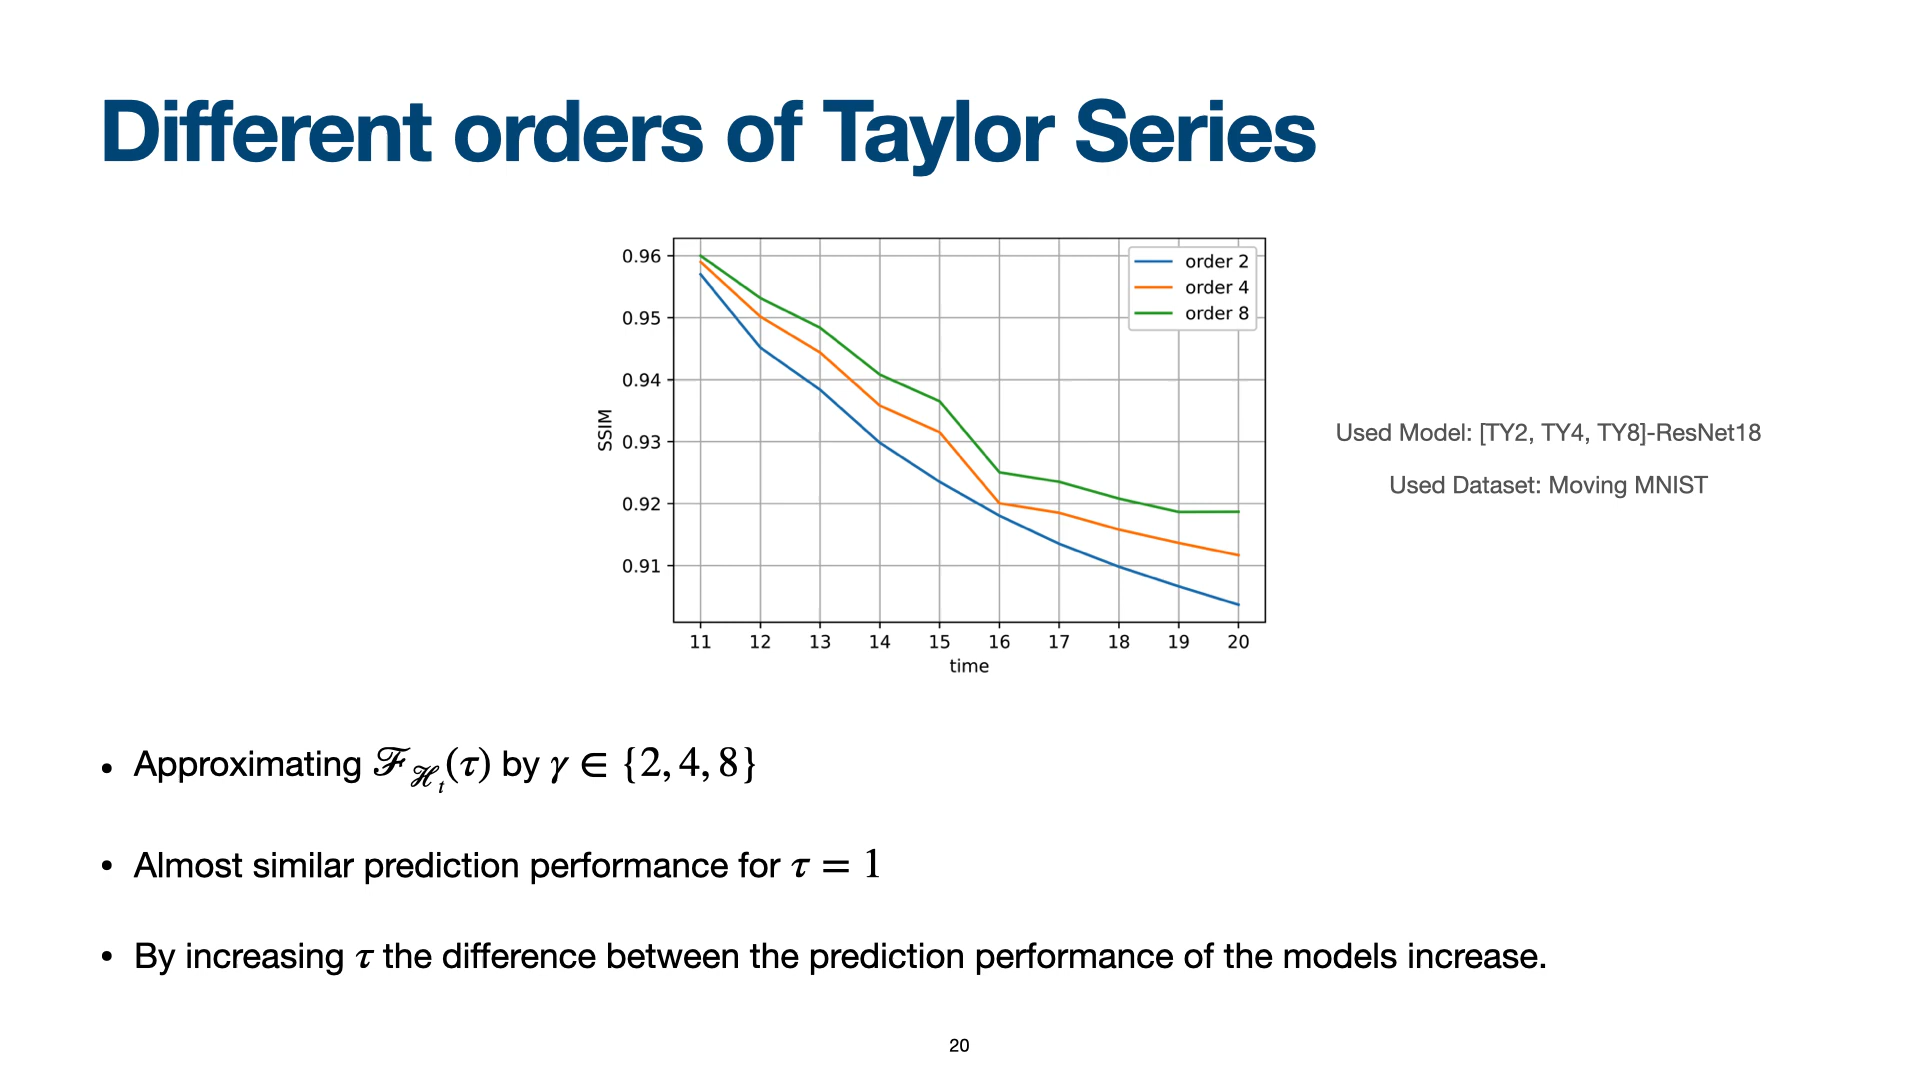 Different orders of Taylor Series
0.96
0.95
0.94
0.93
0.92
0.91
SSIM
order 2
order 4
order 8
11 12 13 14 15 16 17 18 19 20
time
Used Model: [TY2, TY4, TY8]-ResNet18
Used Dataset: Moving MNIST
• Approximating ℱ_ℋₜ(τ) by γ ∈ {2, 4, 8}
• Almost similar prediction performance for τ = 1
• By increasing τ the difference between the prediction performance of the models increase.
20